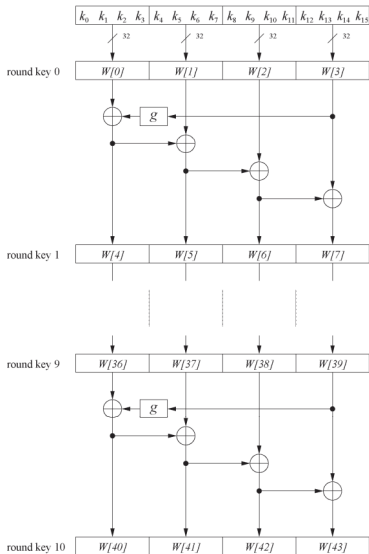 k₀ k₁ k₂ k₃ k₄ k₅ k₆ k₇ k₈ k₉ k₁₀ k₁₁ k₁₂ k₁₃ k₁₄ k₁₅
32 32 32 32
round key 0 W[0] W[1] W[2] W[3]
g
round key 1 W[4] W[5] W[6] W[7]
round key 9 W[36] W[37] W[38] W[39]
g
round key 10 W[40] W[41] W[42] W[43]